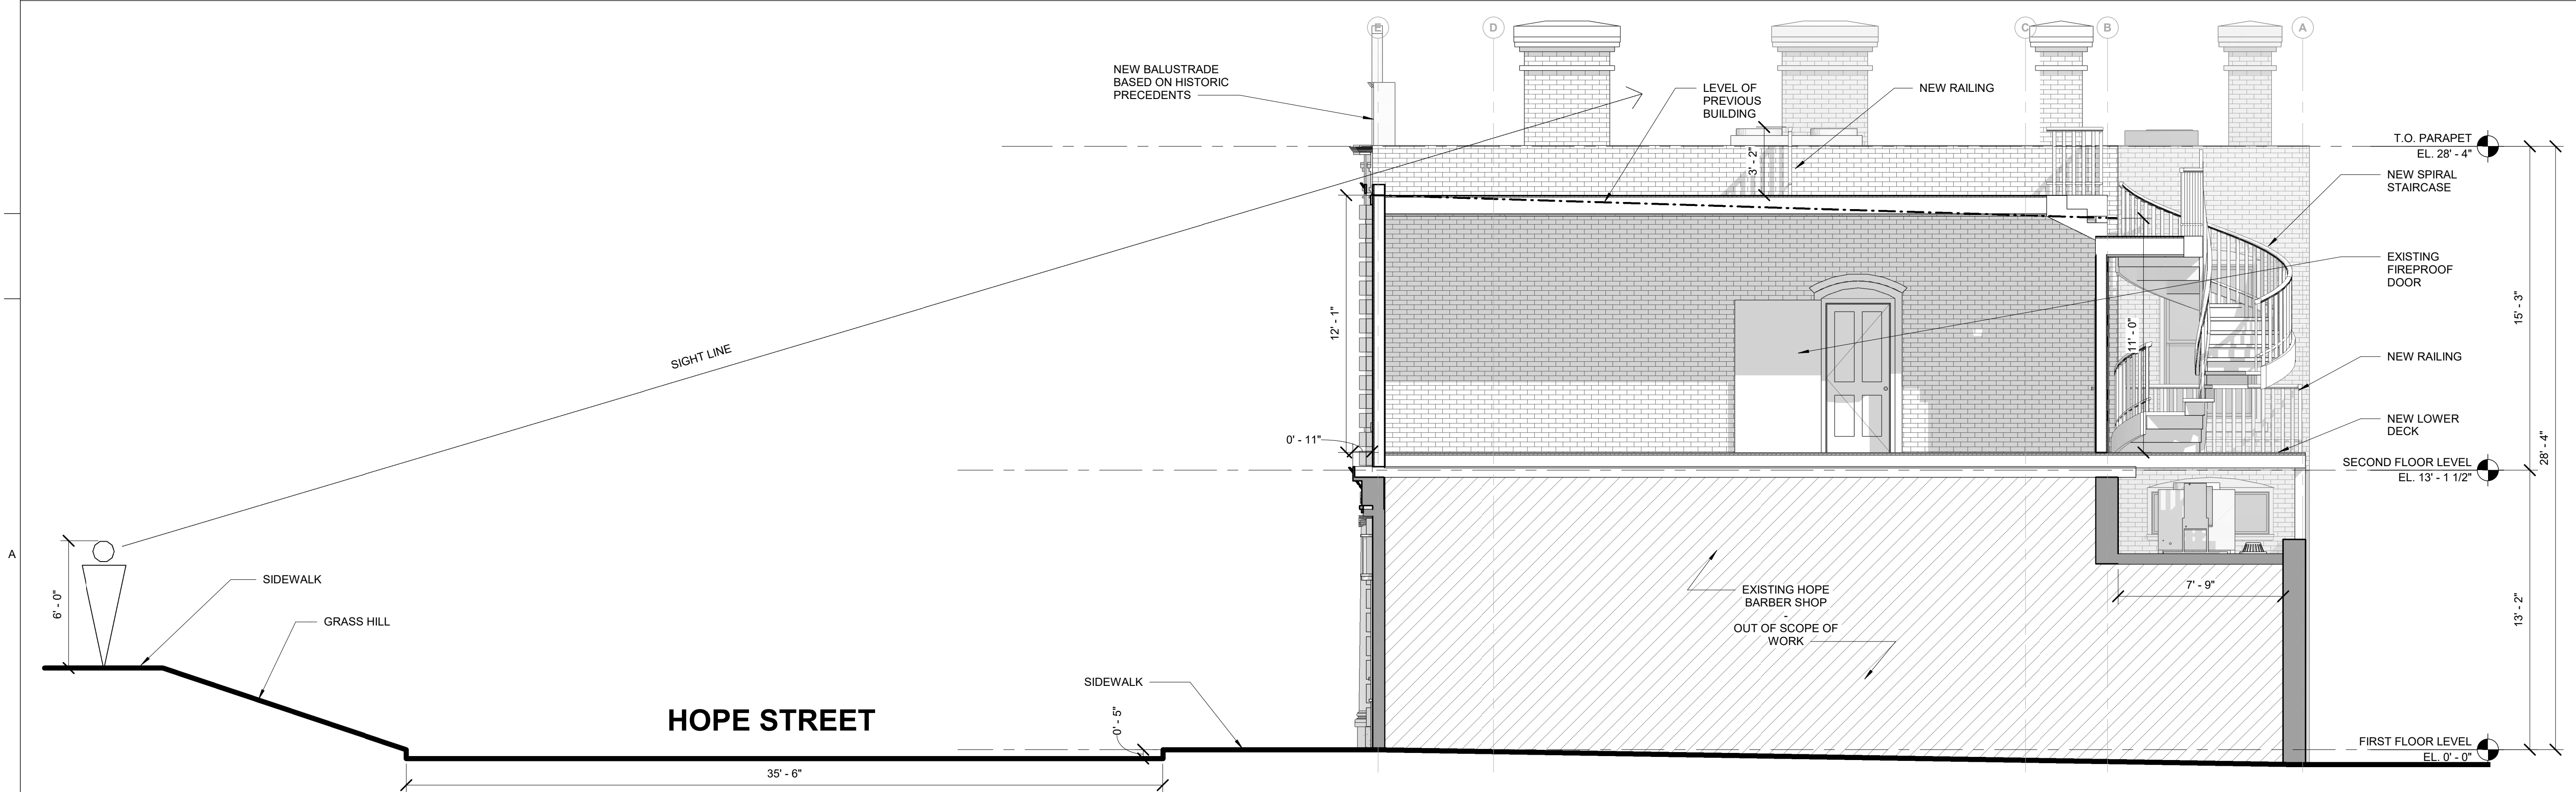 E
D
C
B
A
NEW BALUSTRADE
BASED ON HISTORIC
PRECEDENTS
LEVEL OF
PREVIOUS
BUILDING
NEW RAILING
3' - 2"
T.O. PARAPET
EL. 28' - 4"
NEW SPIRAL
STAIRCASE
EXISTING
FIREPROOF
DOOR
15' - 3"
12' - 1"
11' - 0"
SIGHT LINE
NEW RAILING
NEW LOWER
DECK
0' - 11"
28' - 4"
SECOND FLOOR LEVEL
EL. 13' - 1 1/2"
A
6' - 0"
SIDEWALK
GRASS HILL
EXISTING HOPE
BARBER SHOP
-
OUT OF SCOPE OF
WORK
7' - 9"
13' - 2"
SIDEWALK
HOPE STREET
0' - 5"
35' - 6"
FIRST FLOOR LEVEL
EL. 0' - 0"